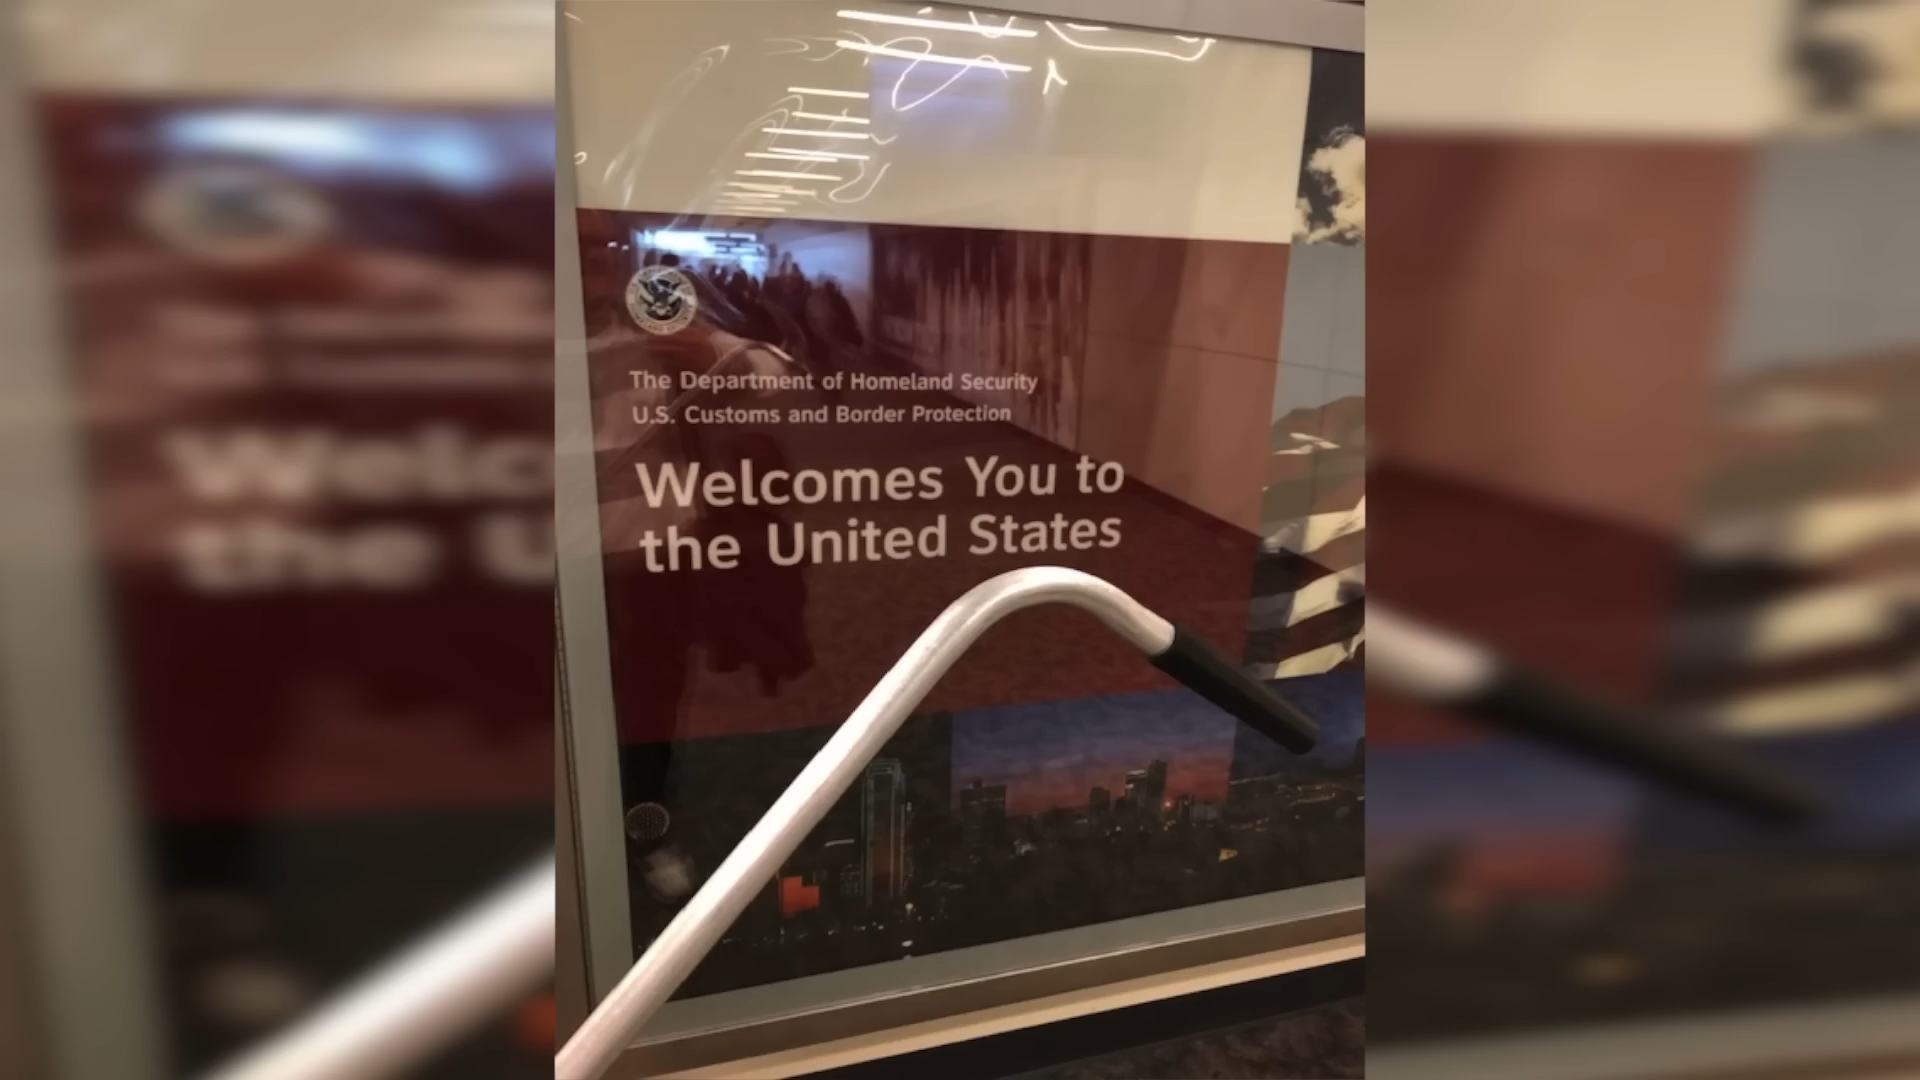 The Department of Homeland Security
U.S. Customs and Border Protection
Welcomes You to
the United States